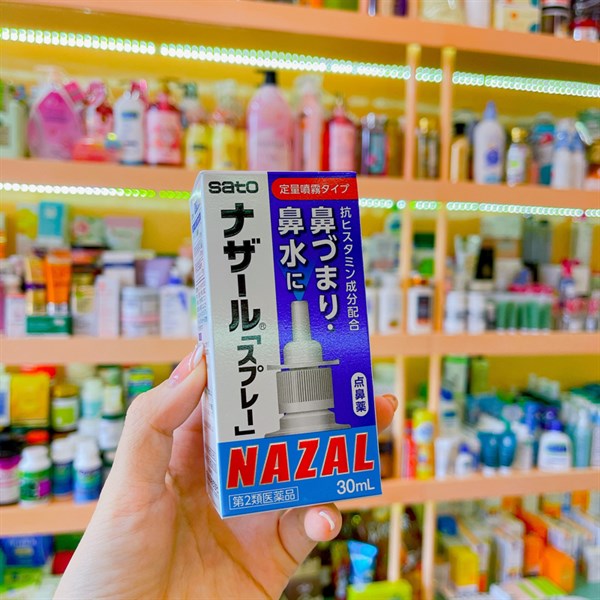 sato
定量噴霧タイプ
ナザール®「スプレー」
抗ヒスタミン成分配合
鼻づまり・
鼻水に
点鼻薬
NAZAL
第2類医薬品
30mL